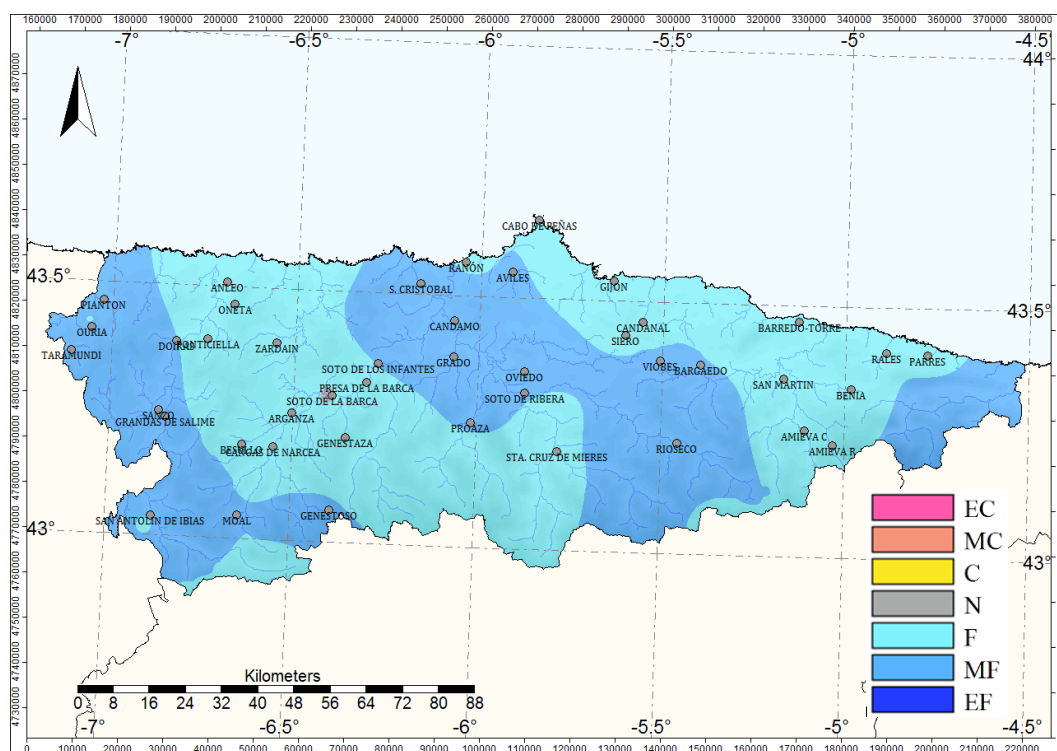 160000 170000 180000 190000 200000 210000 220000 230000 240000 250000 260000 270000 280000 290000 300000 310000 320000 330000 340000 350000 360000 370000 380000
-7° -6.5° -6° -5.5° -5° -4.5°
44°
4870000
4860000
4850000
4840000
4830000
4820000
4810000
4800000
4790000
4780000
4770000
4760000
4750000
4740000
4730000
43.5°
43.5°
43°
43°
CABO DE PEÑAS
RANÓN
AVILES
GIJON
ANLEO
S. CRISTOBAL
PIANTON
ONETA
CANDAMO
CANDANAL
BARREDO-TORRE
OURIA
SIERO
DOIRAS
PONTICIELLA
ZARDAIN
TARAMUNDI
GRADO
RALES
PARRES
SOTO DE LOS INFANTES
VIOBES
BARGAEDO
OVIEDO
SAN MARTIN
PRESA DE LA BARCA
BENIA
SOTO DE LA BARCA
SOTO DE RIBERA
SANZO
ARGANZA
GRANDAS DE SALIME
PROAZA
AMIEVA C
GENESTAZA
RIOSECO
BESULLO
CANGAS DE NARCEA
AMIEVA R
STA. CRUZ DE MIERES
GENESTOSO
SAN ANTOLIN DE IBIAS
MOAL
EC
MC
C
N
F
MF
EF
Kilometers
0 8 16 24 32 40 48 56 64 72 80 88
-7° -6.5° -6° -5.5° -5° -4.5°
0 10000 20000 30000 40000 50000 60000 70000 80000 90000 100000 110000 120000 130000 140000 150000 160000 170000 180000 190000 200000 210000 220000